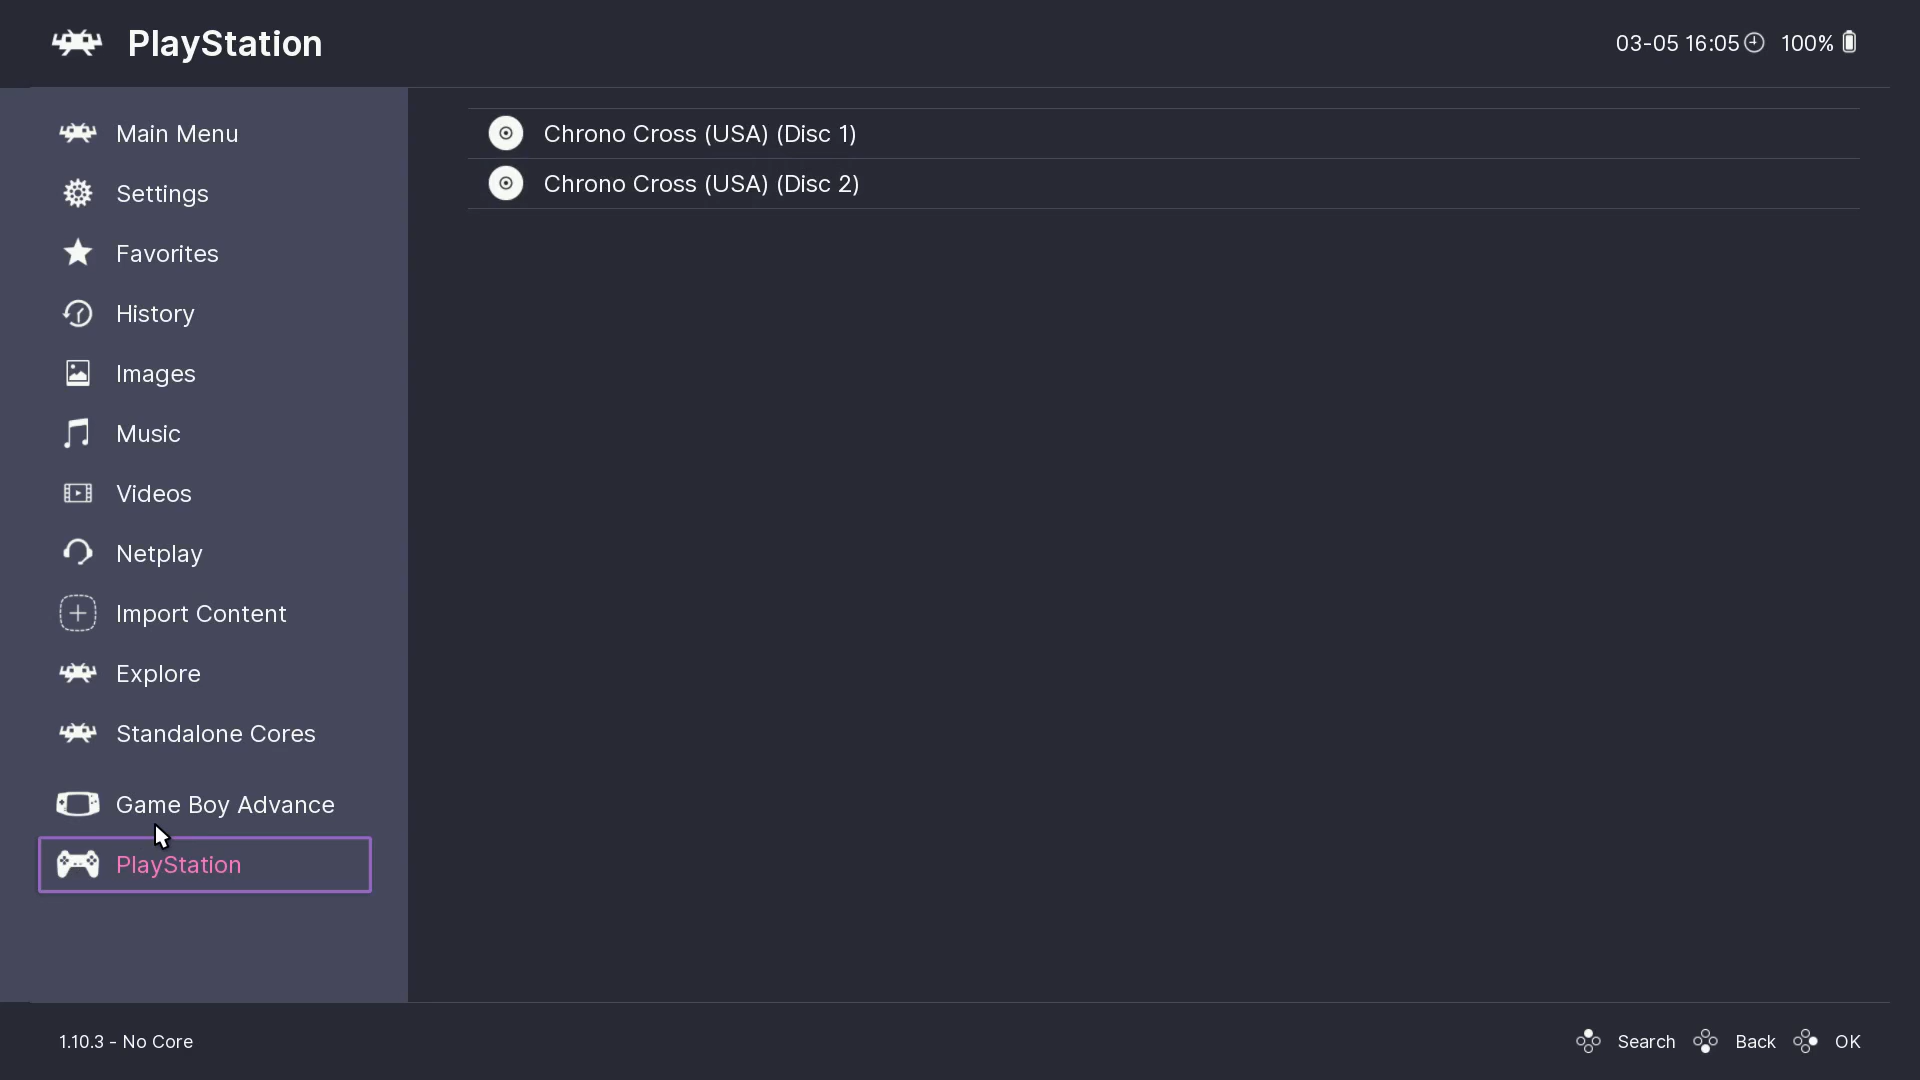 PlayStation
03-05 16:05 100%
Main Menu
Settings
Favorites
History
Images
Music
Videos
Netplay
Import Content
Explore
Standalone Cores
Game Boy Advance
PlayStation
Chrono Cross (USA) (Disc 1)
Chrono Cross (USA) (Disc 2)
1.10.3 - No Core
Search Back OK